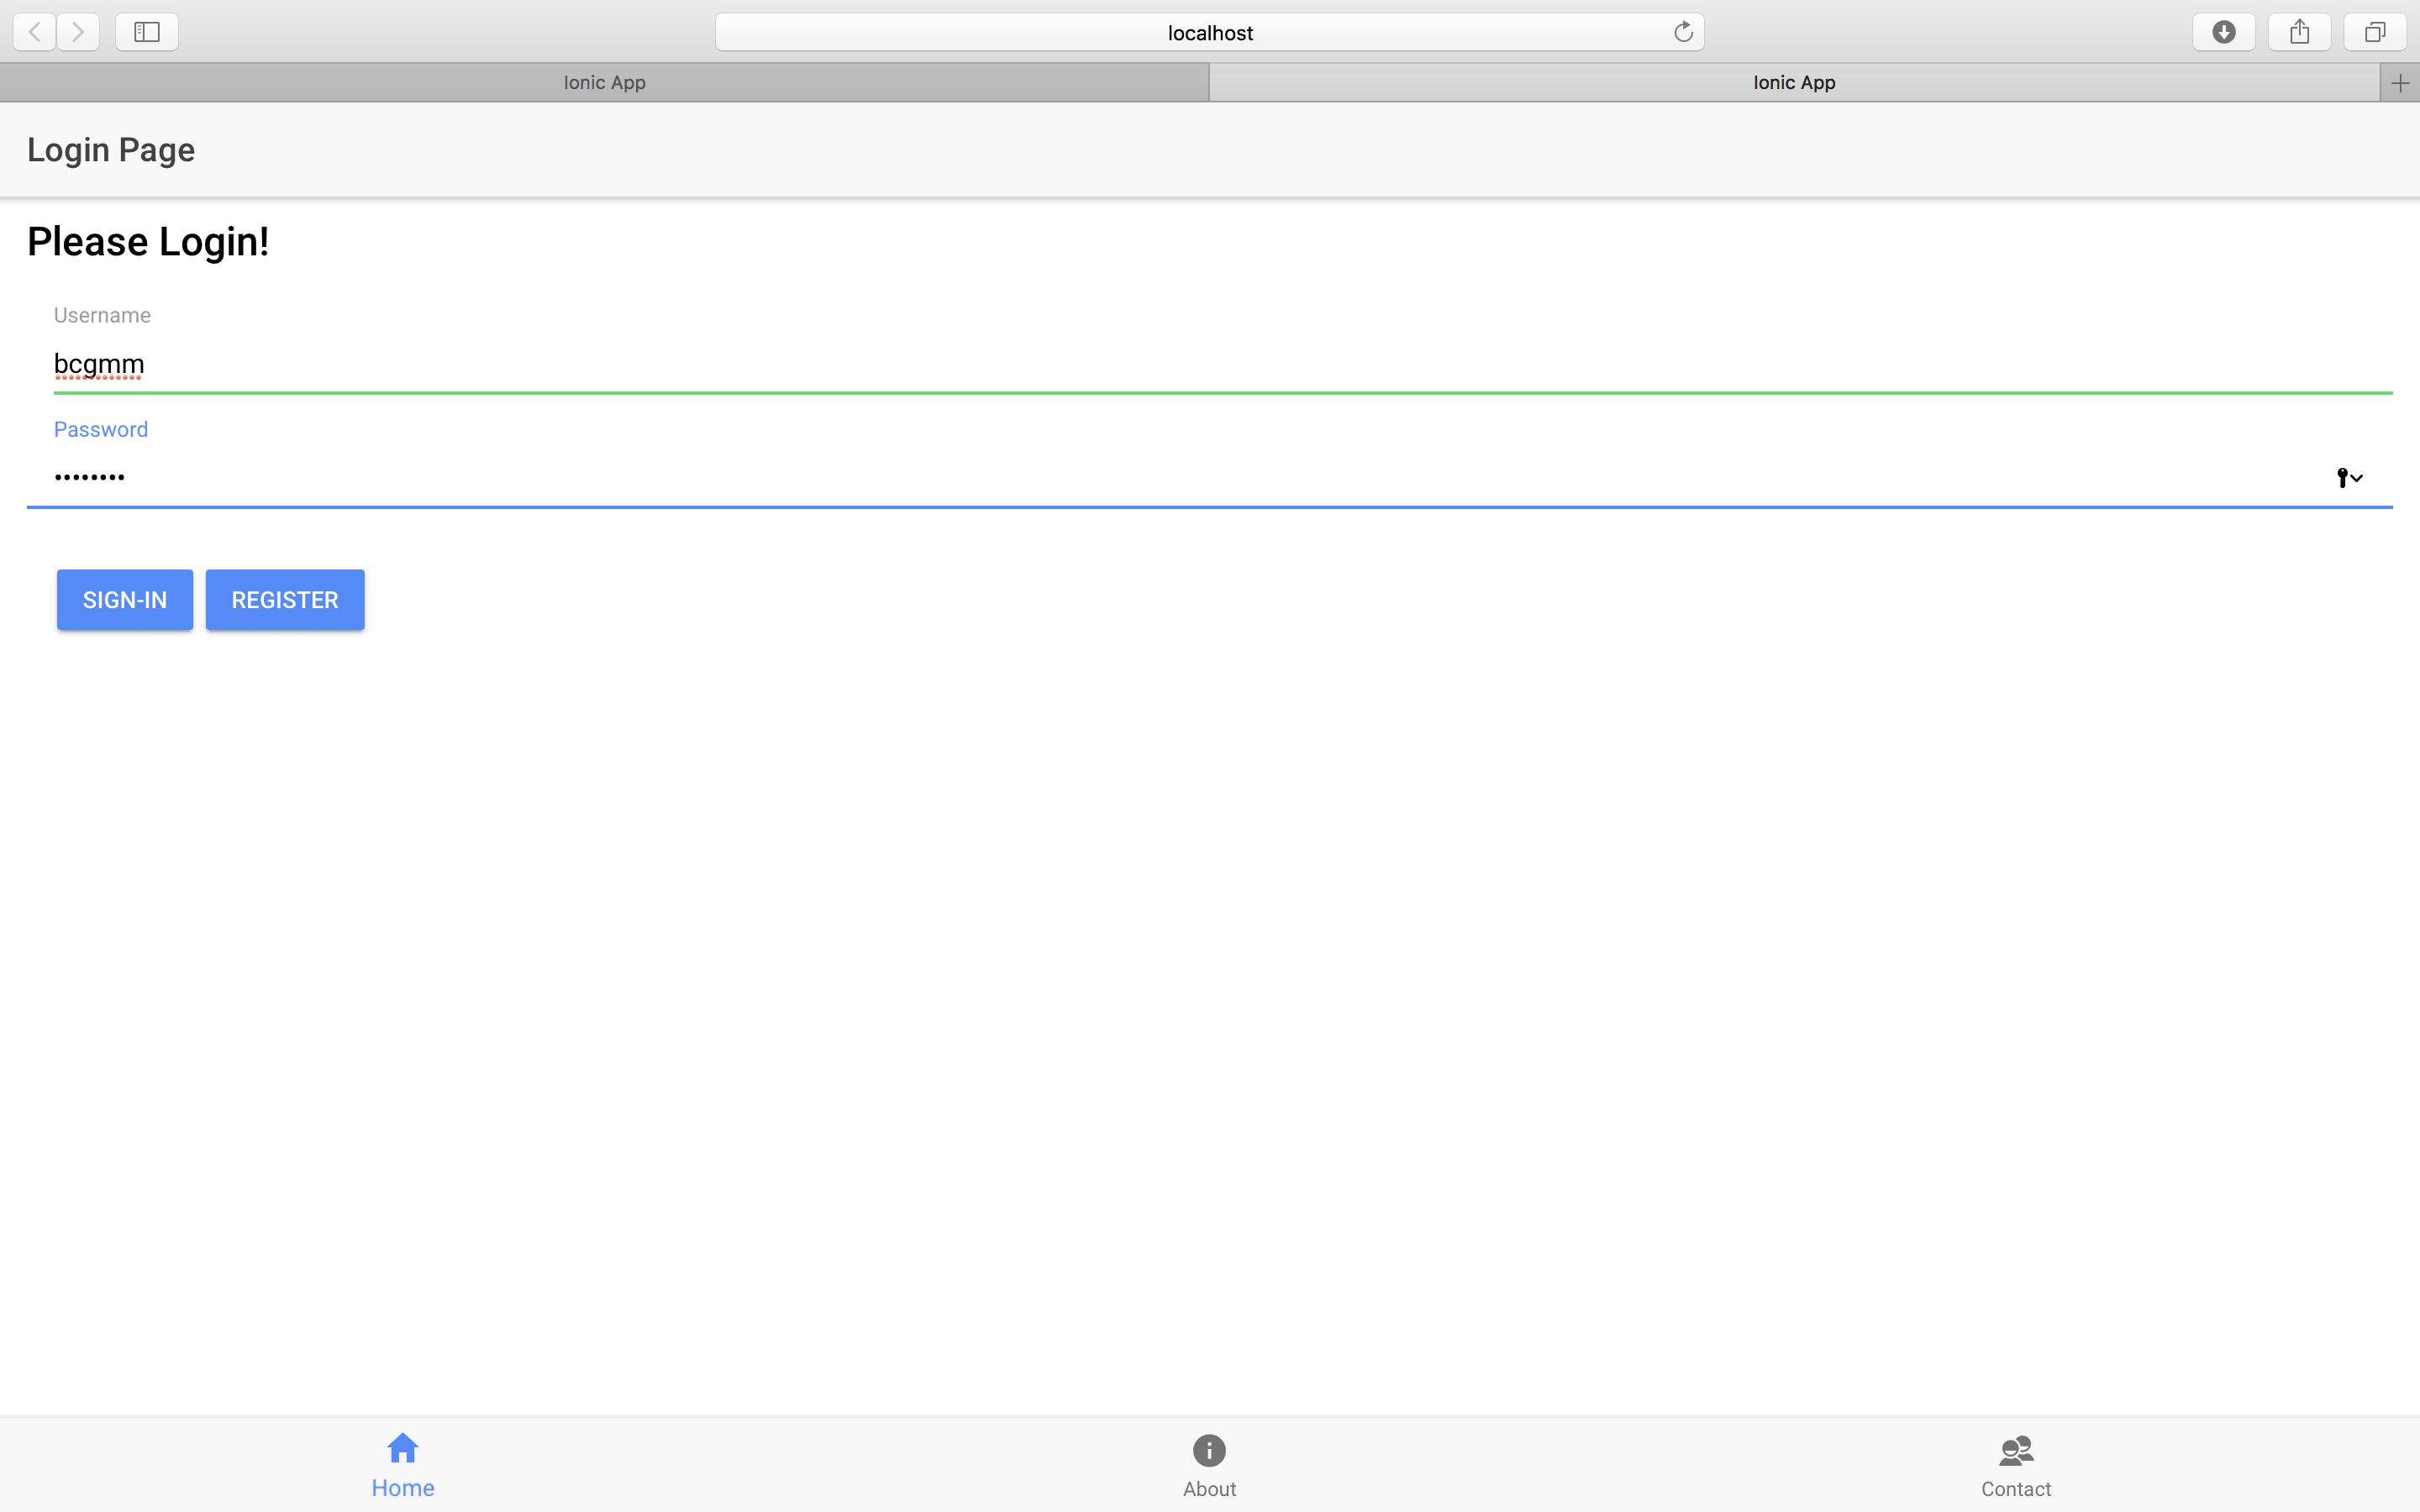 localhost
Ionic App
Ionic App
Login Page
Please Login!
Username
bcgmm
Password
••••••••
SIGN-IN REGISTER
Home About Contact